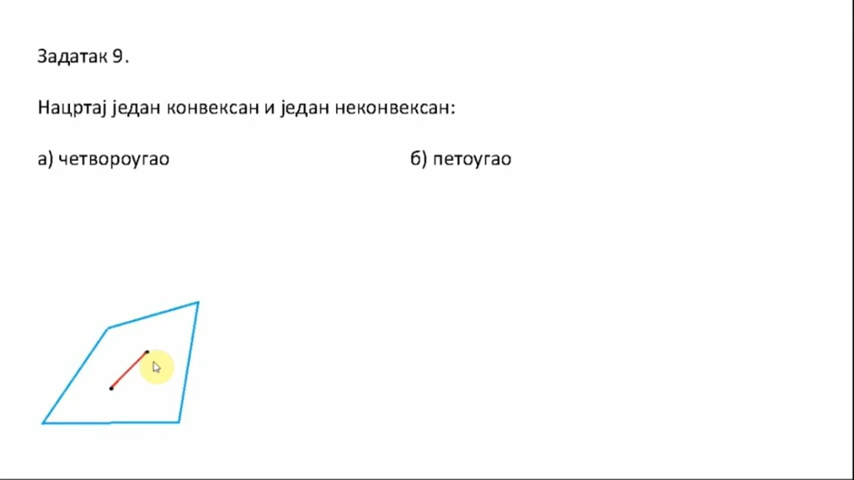 Задатак 9.
Нацртај један конвексан и један неконвексан:
а) четвороугао б) петоугао